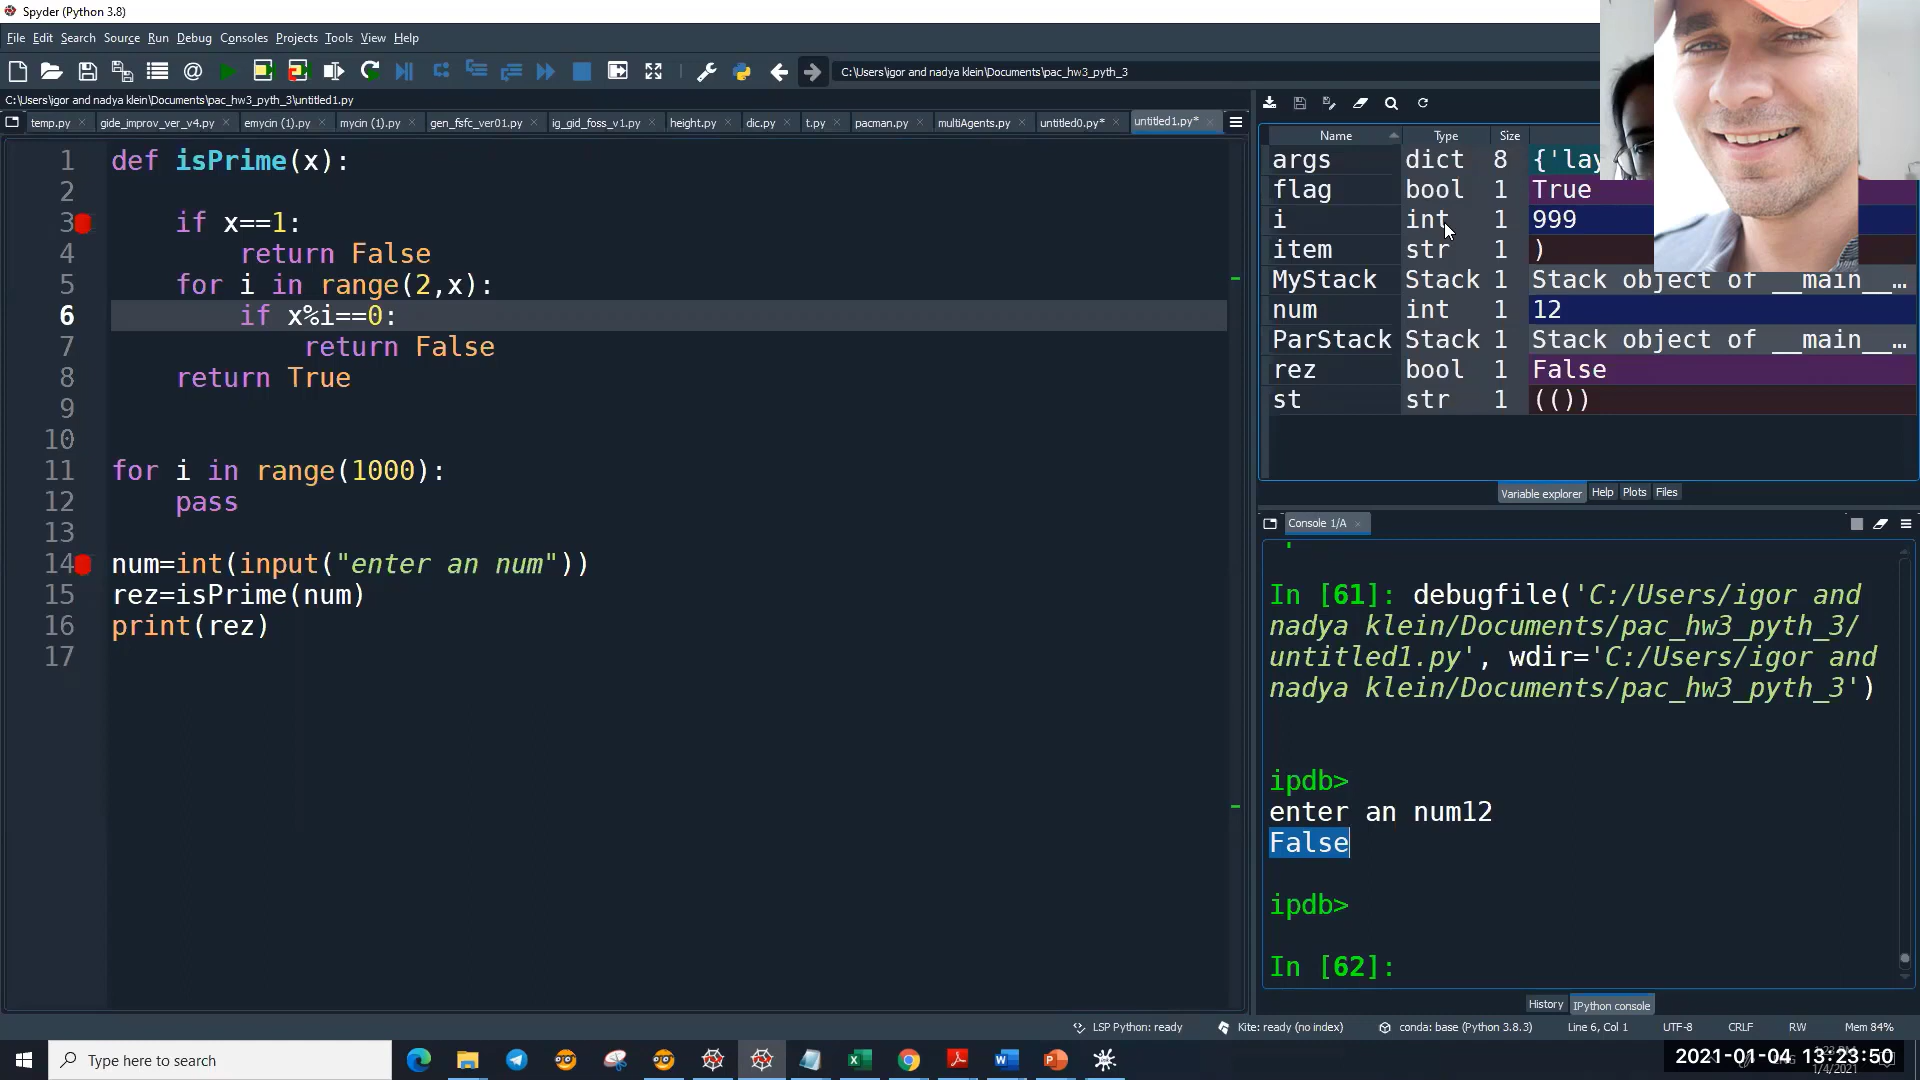 Spyder (Python 3.8)
File Edit Search Source Run Debug Consoles Projects Tools View Help
C:\Users\igor and nadya klein\Documents\pac_hw3_pyth_3
C:\Users\igor and nadya klein\Documents\pac_hw3_pyth_3\untitled1.py
temp.py gide_improv_ver_v4.py emycin (1).py mycin (1).py gen_fsfc_ver01.py ig_gid_foss_v1.py height.py dic.py t.py pacman.py multiAgents.py untitled0.py* untitled1.py*
1 def isPrime(x):
2
3 if x==1:
4 return False
5 for i in range(2,x):
6 if x%i==0:
7 return False
8 return True
9
10
11 for i in range(1000):
12 pass
13
14 num=int(input("enter an num"))
15 rez=isPrime(num)
16 print(rez)
17
Name Type Size
args dict 8 {'lay
flag bool 1 True
i int 1 999
item str 1 )
MyStack Stack 1 Stack object of __main__…
num int 1 12
ParStack Stack 1 Stack object of __main__…
rez bool 1 False
st str 1 (())
Variable explorer Help Plots Files
Console 1/A
'
In [61]: debugfile('C:/Users/igor and
nadya klein/Documents/pac_hw3_pyth_3/
untitled1.py', wdir='C:/Users/igor and
nadya klein/Documents/pac_hw3_pyth_3')
ipdb>
enter an num12
False
ipdb>
In [62]:
History IPython console
LSP Python: ready Kite: ready (no index) conda: base (Python 3.8.3) Line 6, Col 1 UTF-8 CRLF RW Mem 84%
Type here to search
2021-01-04 13:23:50
1/4/2021